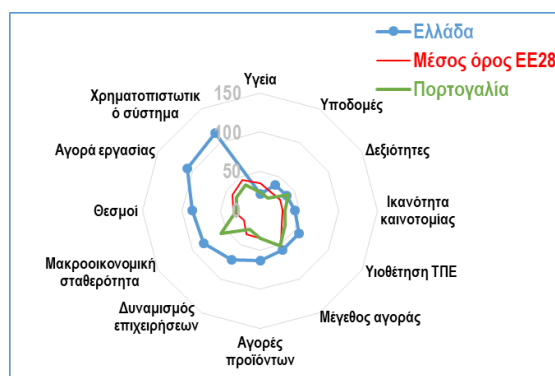 Ελλάδα
Μέσος όρος ΕΕ28
Πορτογαλία
Υγεία
150
100
50
0
Υποδομές
Δεξιότητες
Ικανότητα
καινοτομίας
Υιοθέτηση ΤΠΕ
Μέγεθος αγοράς
Αγορές
προϊόντων
Δυναμισμός
επιχειρήσεων
Μακροοικονομική
σταθερότητα
Θεσμοί
Αγορά εργασίας
Χρηματοπιστωτικ
ό σύστημα